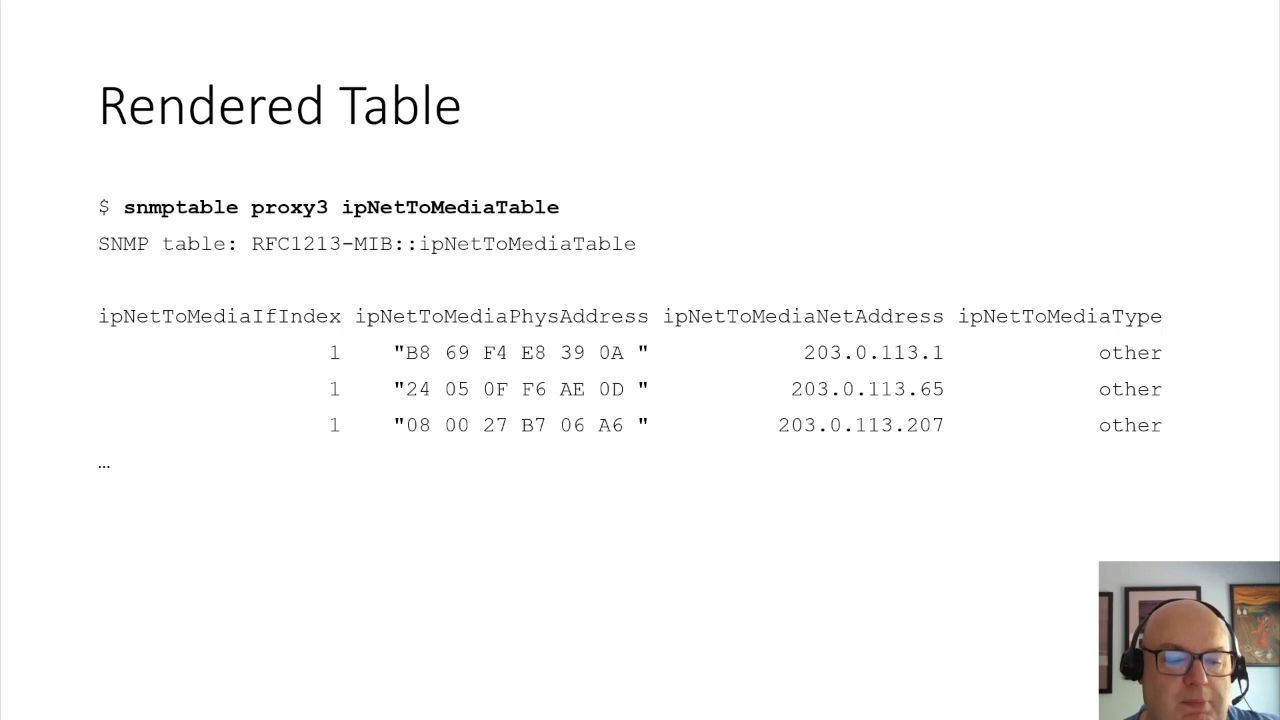 Rendered Table
$ snmptable proxy3 ipNetToMediaTable
SNMP table: RFC1213-MIB::ipNetToMediaTable
ipNetToMediaIfIndex ipNetToMediaPhysAddress ipNetToMediaNetAddress ipNetToMediaType
1 "B8 69 F4 E8 39 0A " 203.0.113.1 other
1 "24 05 0F F6 AE 0D " 203.0.113.65 other
1 "08 00 27 B7 06 A6 " 203.0.113.207 other
…